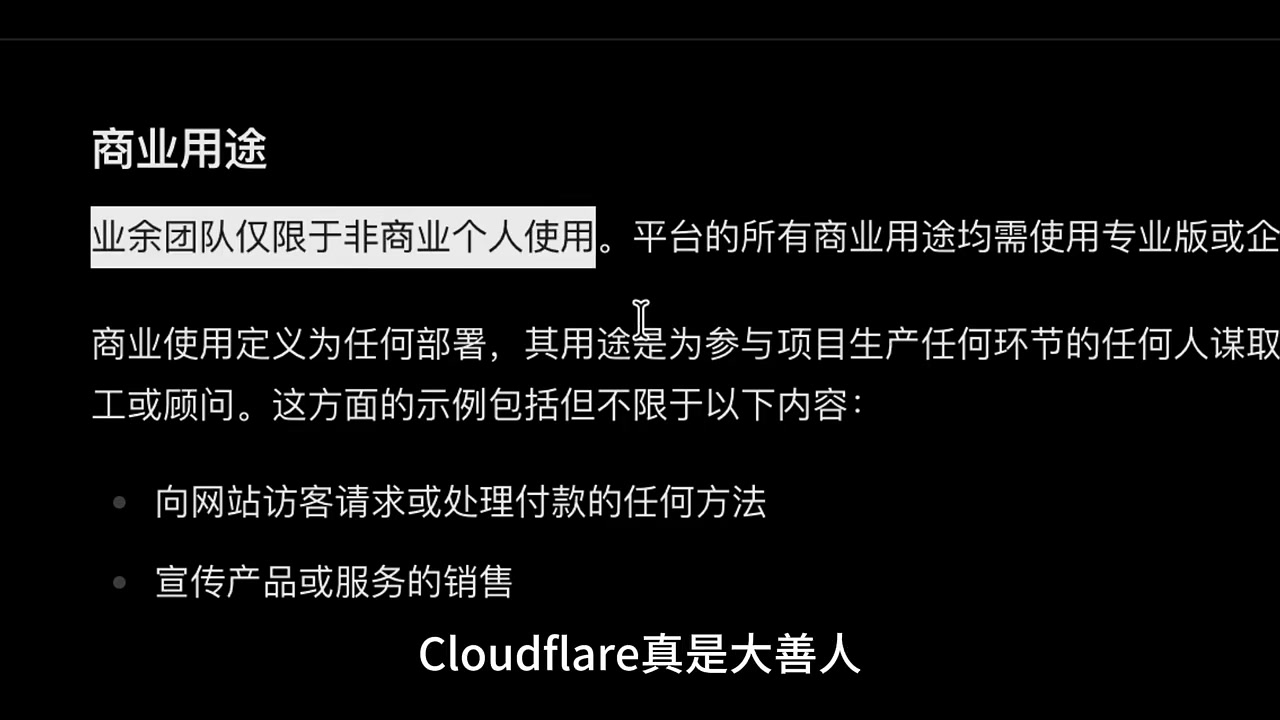 商业用途
业余团队仅限于非商业个人使用。平台的所有商业用途均需使用专业版或企
商业使用定义为任何部署，其用途是为参与项目生产任何环节的任何人谋取
工或顾问。这方面的示例包括但不限于以下内容：
向网站访客请求或处理付款的任何方法
宣传产品或服务的销售
Cloudflare真是大善人